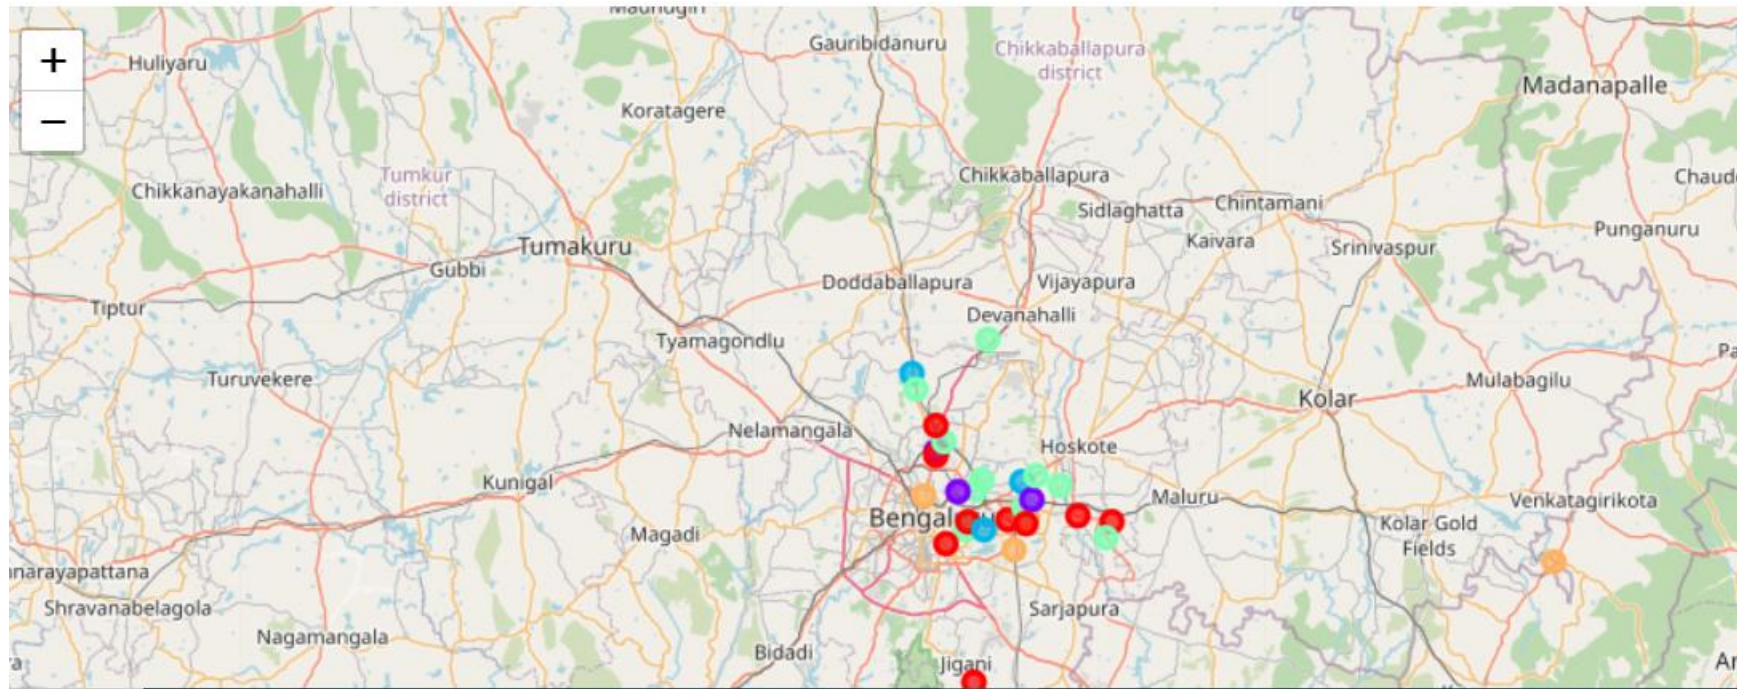 Madhugiri
+
−
Huliyaru
Gauribidanuru
Chikkaballapura
district
Madanapalle
Koratagere
Chikkanayakanahalli
Tumkur
district
Chikkaballapura
Sidlaghatta
Chintamani
Kaivara
Srinivaspur
Punganuru
Tumakuru
Gubbi
Doddaballapura
Vijayapura
Tiptur
Devanahalli
Tyamagondlu
Turuvekere
Kolar
Mulabagilu
Nelamangala
Hoskote
Kunigal
Maluru
Venkatagirikota
Magadi
Kolar Gold
Fields
Shravanabelagola
Sarjapura
Nagamangala
Bidadi
Jigani